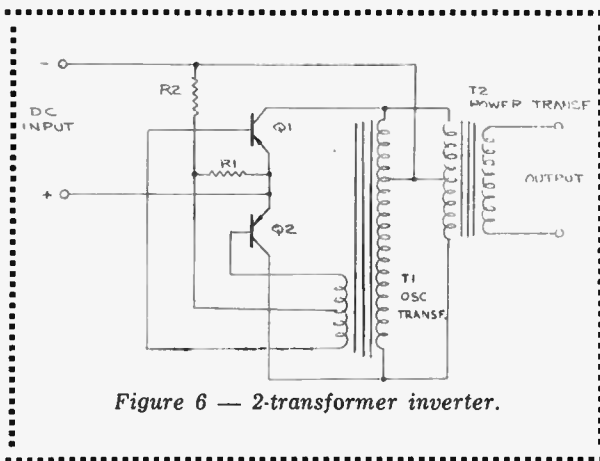 -
R2
T2
POWER TRANSF
DC
INPUT
Q1
R1
OUTPUT
+
Q2
T1
OSC
TRANSF.
Figure 6 — 2-transformer inverter.